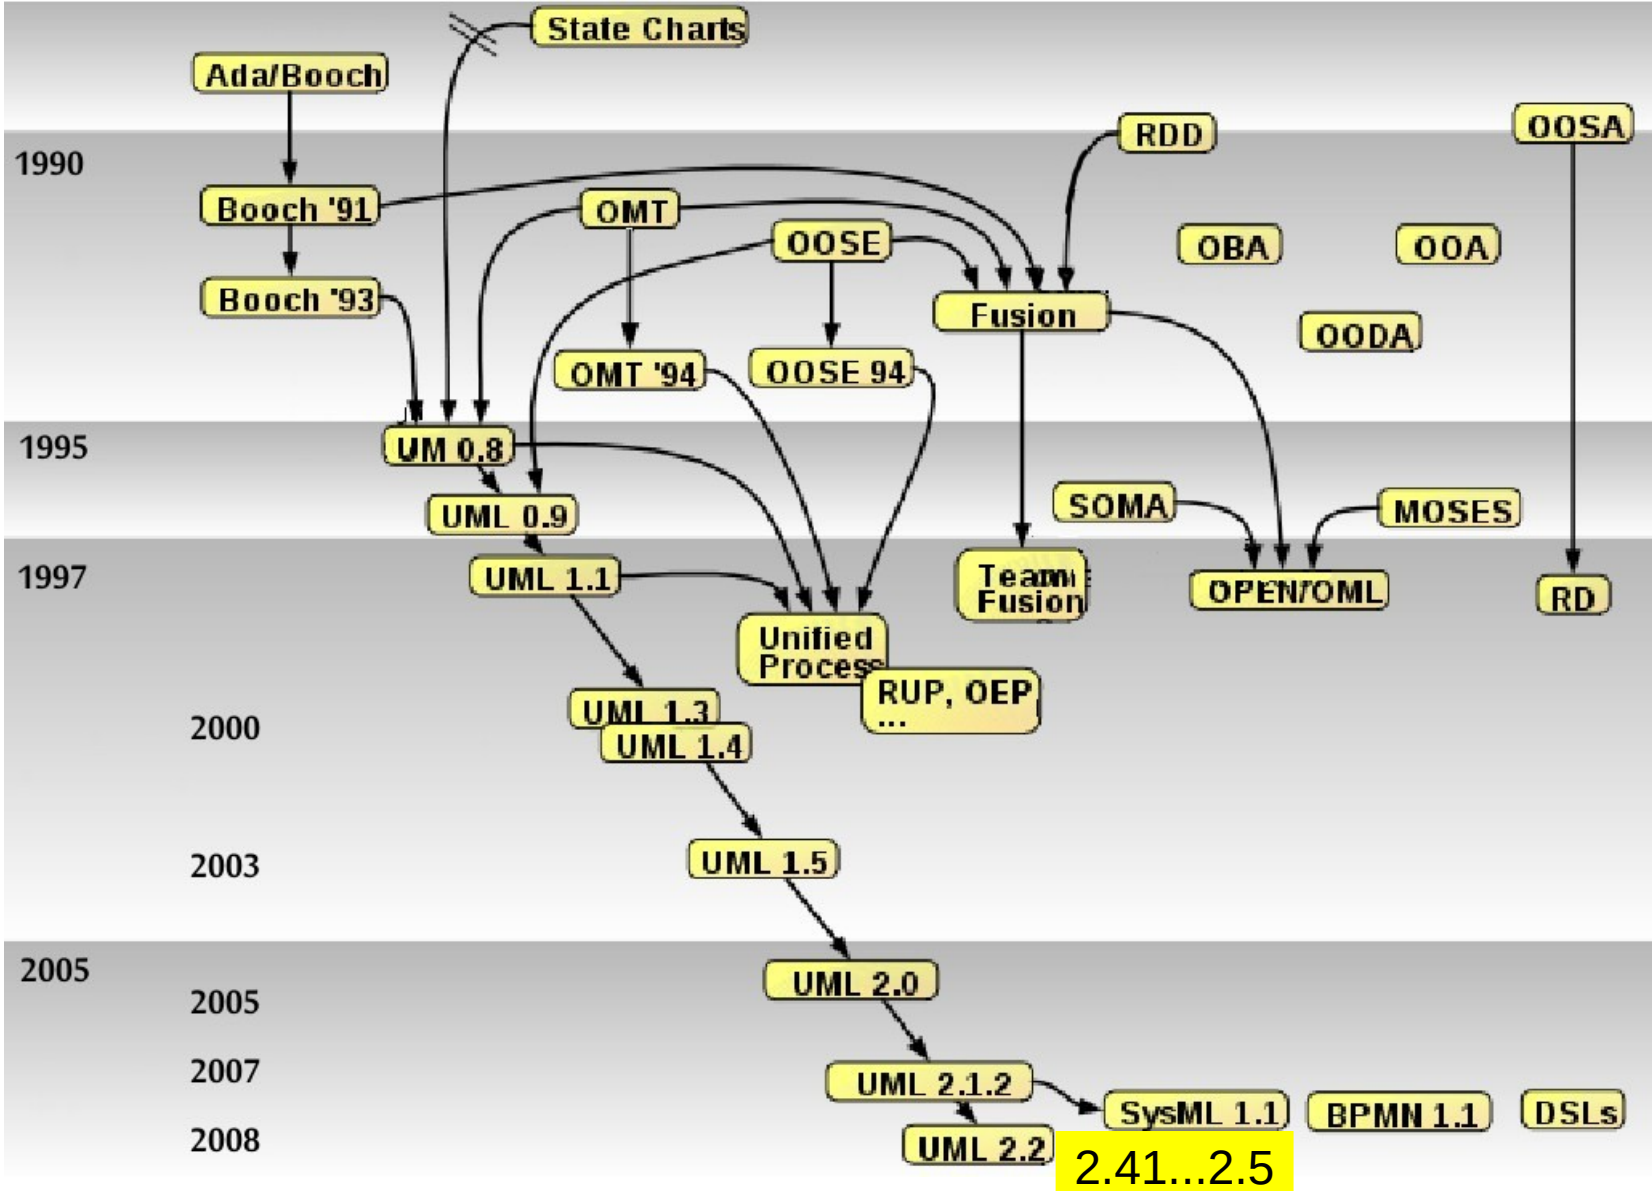 State Charts
Ada/Booch
OOSA
RDD
1990
Booch '91
OMT
OOSE
OBA
OOA
Booch '93
Fusion
OODA
OMT '94
OOSE 94
1995
UM 0.8
UML 0.9
SOMA
MOSES
1997
UML 1.1
Team
Fusion
OPEN/OML
RD
Unified
Process
RUP, OEP
...
UML 1.3
2000
UML 1.4
2003
UML 1.5
2005
UML 2.0
2005
2007
UML 2.1.2
SysML 1.1
BPMN 1.1
DSLs
2008
UML 2.2
2.41...2.5